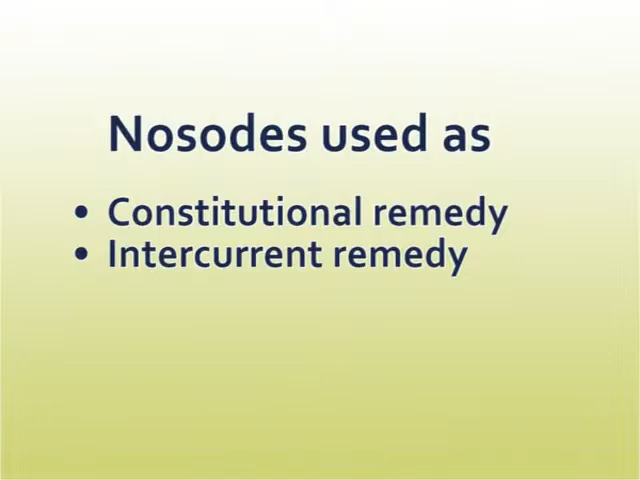 Nosodes used as
• Constitutional remedy
• Intercurrent remedy